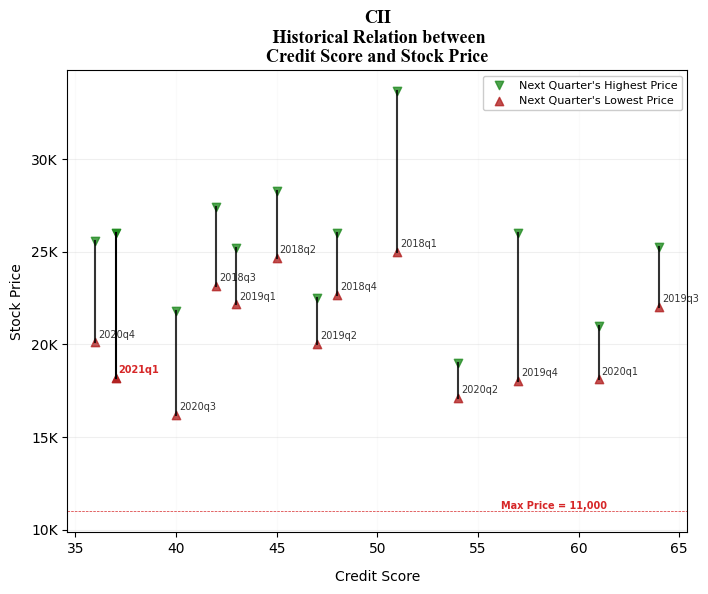 CII
Historical Relation between
Credit Score and Stock Price
Next Quarter's Highest Price
Next Quarter's Lowest Price
Stock Price
30K
25K
20K
15K
10K
2018q1
2018q2
2018q3
2018q4
2019q1
2019q3
2020q4
2019q2
2021q1
2019q4
2020q1
2020q2
2020q3
Max Price = 11,000
35 40 45 50 55 60 65
Credit Score